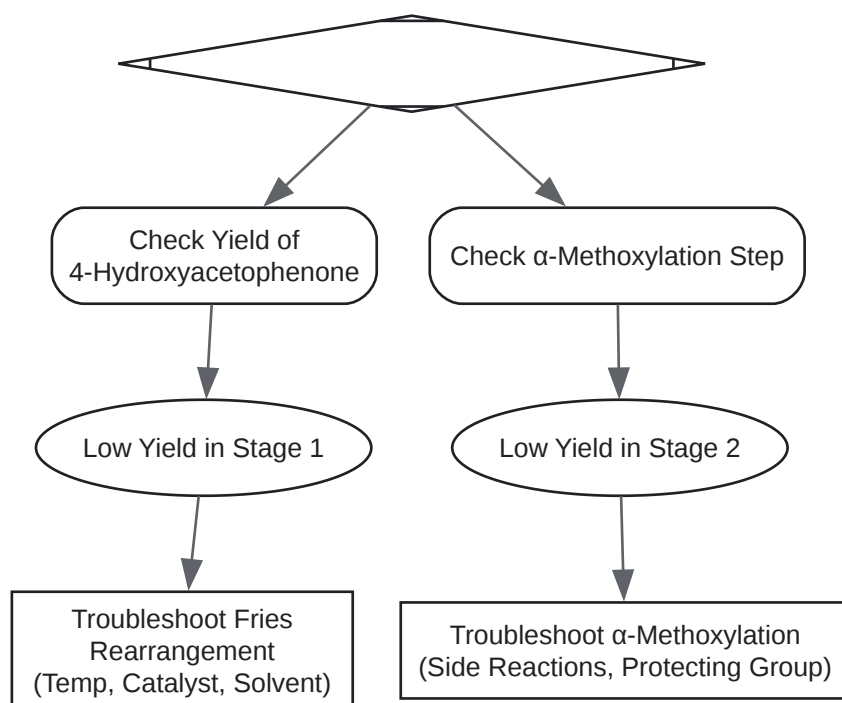 Check Yield of
4-Hydroxyacetophenone
Check α-Methoxylation Step
Low Yield in Stage 1
Low Yield in Stage 2
Troubleshoot Fries
Rearrangement
(Temp, Catalyst, Solvent)
Troubleshoot α-Methoxylation
(Side Reactions, Protecting Group)